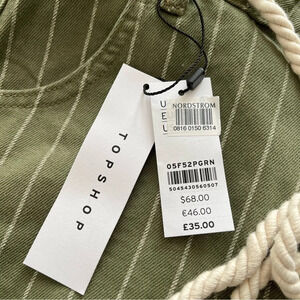 TOPSHOP
U
E
U
NORDSTROM
0816 0150 6314
05F52PGRN
5045430560507
$68.00
€46.00
£35.00